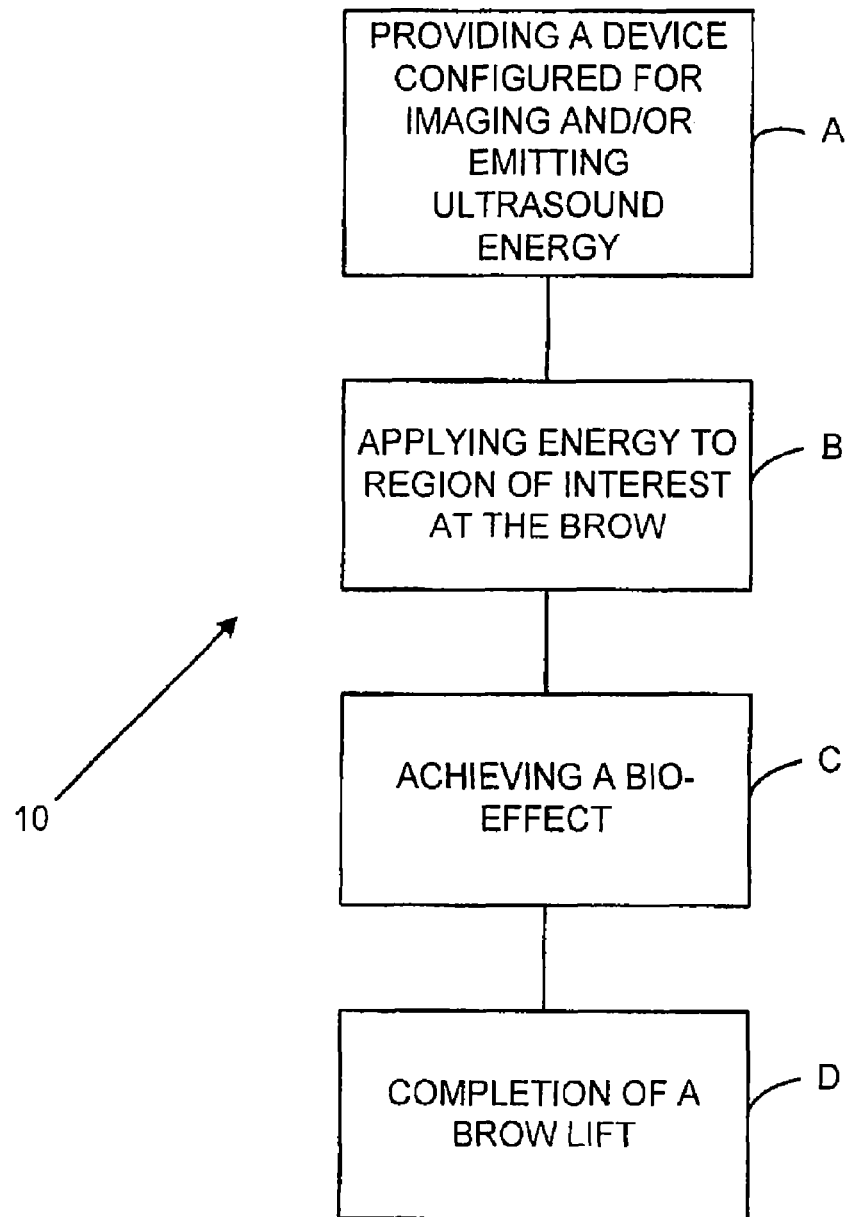 PROVIDING A DEVICE
CONFIGURED FOR
IMAGING AND/OR
EMITTING
ULTRASOUND
ENERGY
A
APPLYING ENERGY TO
REGION OF INTEREST
AT THE BROW
B
ACHIEVING A BIO-
EFFECT
C
10
COMPLETION OF A
BROW LIFT
D